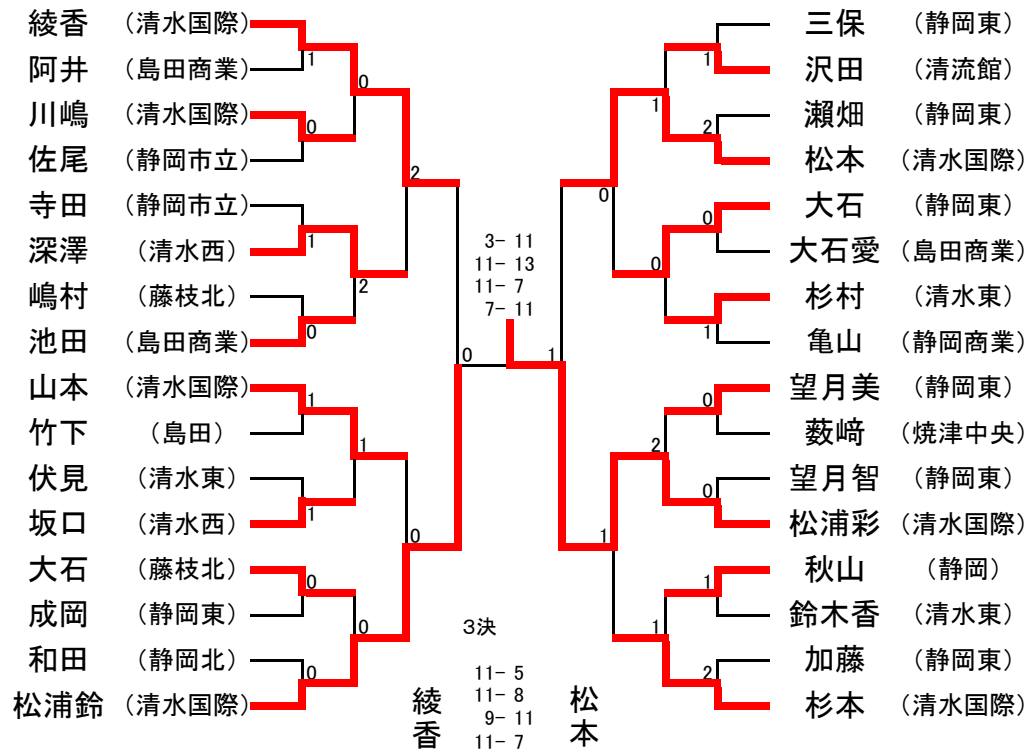 綾香 (清水国際)
阿井 (島田商業)
1
0
川嶋 (清水国際)
佐尾 (静岡市立)
0
2
寺田 (静岡市立)
深澤 (清水西)
1
2
嶋村 (藤枝北)
池田 (島田商業)
0
0
山本 (清水国際)
竹下 (島田)
1
1
伏見 (清水東)
坂口 (清水西)
1
0
大石 (藤枝北)
成岡 (静岡東)
0
0
和田 (静岡北)
松浦鈴 (清水国際)
0
3- 11
11- 13
11- 7
7- 11
3決
綾香
11- 5
11- 8
9- 11
11- 7
松本
三保 (静岡東)
沢田 (清流館)
1
1
瀬畑 (静岡東)
松本 (清水国際)
2
0
大石 (静岡東)
大石愛 (島田商業)
0
0
杉村 (清水東)
亀山 (静岡商業)
1
1
望月美 (静岡東)
薮﨑 (焼津中央)
0
2
望月智 (静岡東)
松浦彩 (清水国際)
0
1
秋山 (静岡)
鈴木香 (清水東)
1
1
加藤 (静岡東)
杉本 (清水国際)
2